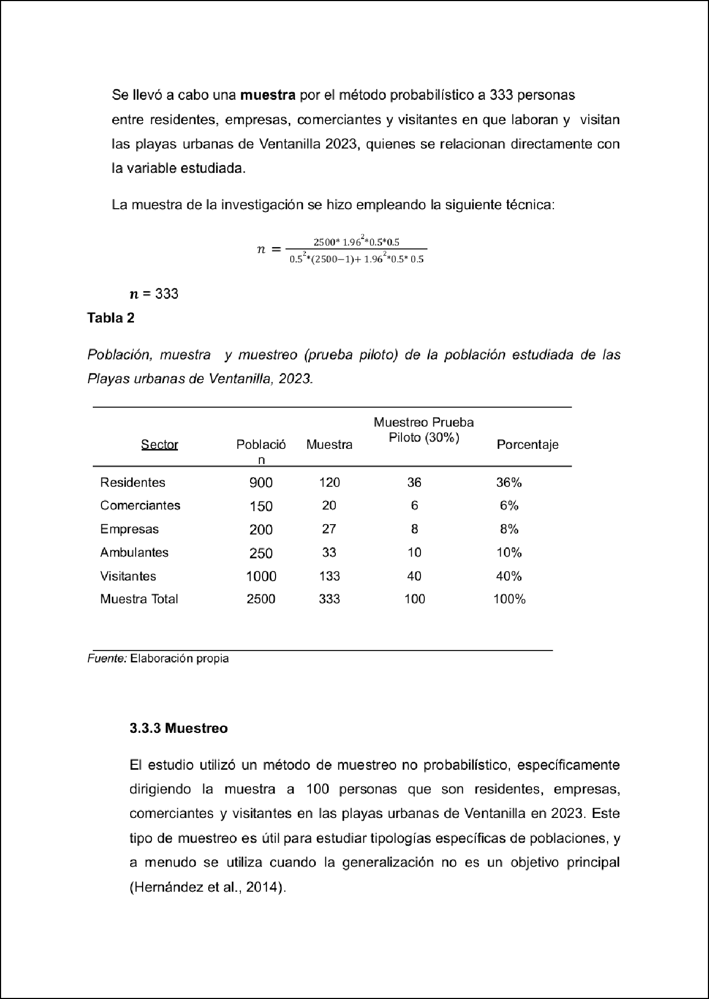 Se llevó a cabo una muestra por el método probabilístico a 333 personas
entre residentes, empresas, comerciantes y visitantes en que laboran y visitan
las playas urbanas de Ventanilla 2023, quienes se relacionan directamente con
la variable estudiada.
La muestra de la investigación se hizo empleando la siguiente técnica:
n = 2500* 1.96²*0.5*0.5
0.5²*(2500−1)+ 1.96²*0.5* 0.5
n = 333
Tabla 2
Población, muestra y muestreo (prueba piloto) de la población estudiada de las
Playas urbanas de Ventanilla, 2023.
Muestreo Prueba
Piloto (30%)
Sector Població Muestra Porcentaje
n
Residentes 900 120 36 36%
Comerciantes 150 20 6 6%
Empresas 200 27 8 8%
Ambulantes 250 33 10 10%
Visitantes 1000 133 40 40%
Muestra Total 2500 333 100 100%
Fuente: Elaboración propia
3.3.3 Muestreo
El estudio utilizó un método de muestreo no probabilístico, específicamente
dirigiendo la muestra a 100 personas que son residentes, empresas,
comerciantes y visitantes en las playas urbanas de Ventanilla en 2023. Este
tipo de muestreo es útil para estudiar tipologías específicas de poblaciones, y
a menudo se utiliza cuando la generalización no es un objetivo principal
(Hernández et al., 2014).